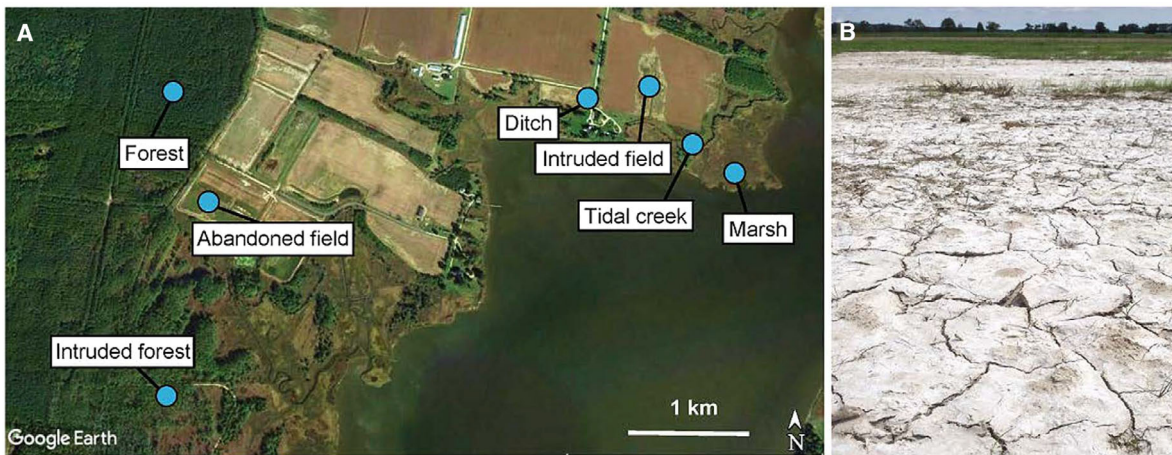 A
Forest
Ditch
Intruded field
Tidal creek
Marsh
Abandoned field
Intruded forest
1 km
N
Google Earth
B